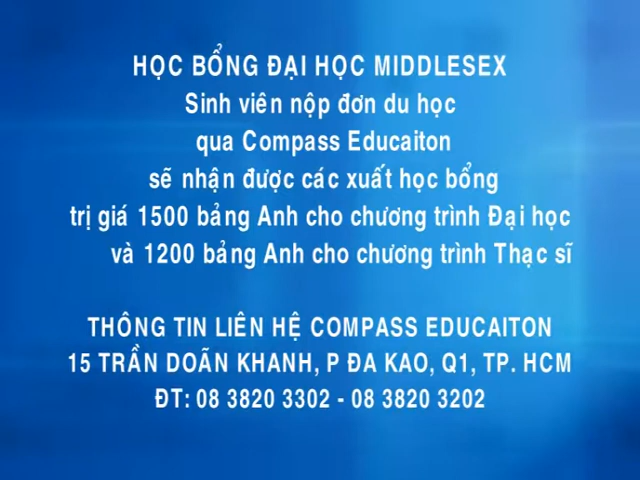 HỌC BỔNG ĐẠI HỌC MIDDLESEX
Sinh viên nộp đơn du học
qua Compass Educaiton
sẽ nhận được các xuất học bổng
trị giá 1500 bảng Anh cho chương trình Đại học
và 1200 bảng Anh cho chương trình Thạc sĩ
THÔNG TIN LIÊN HỆ COMPASS EDUCAITON
15 TRẦN DOÃN KHANH, P ĐA KAO, Q1, TP. HCM
ĐT: 08 3820 3302 - 08 3820 3202